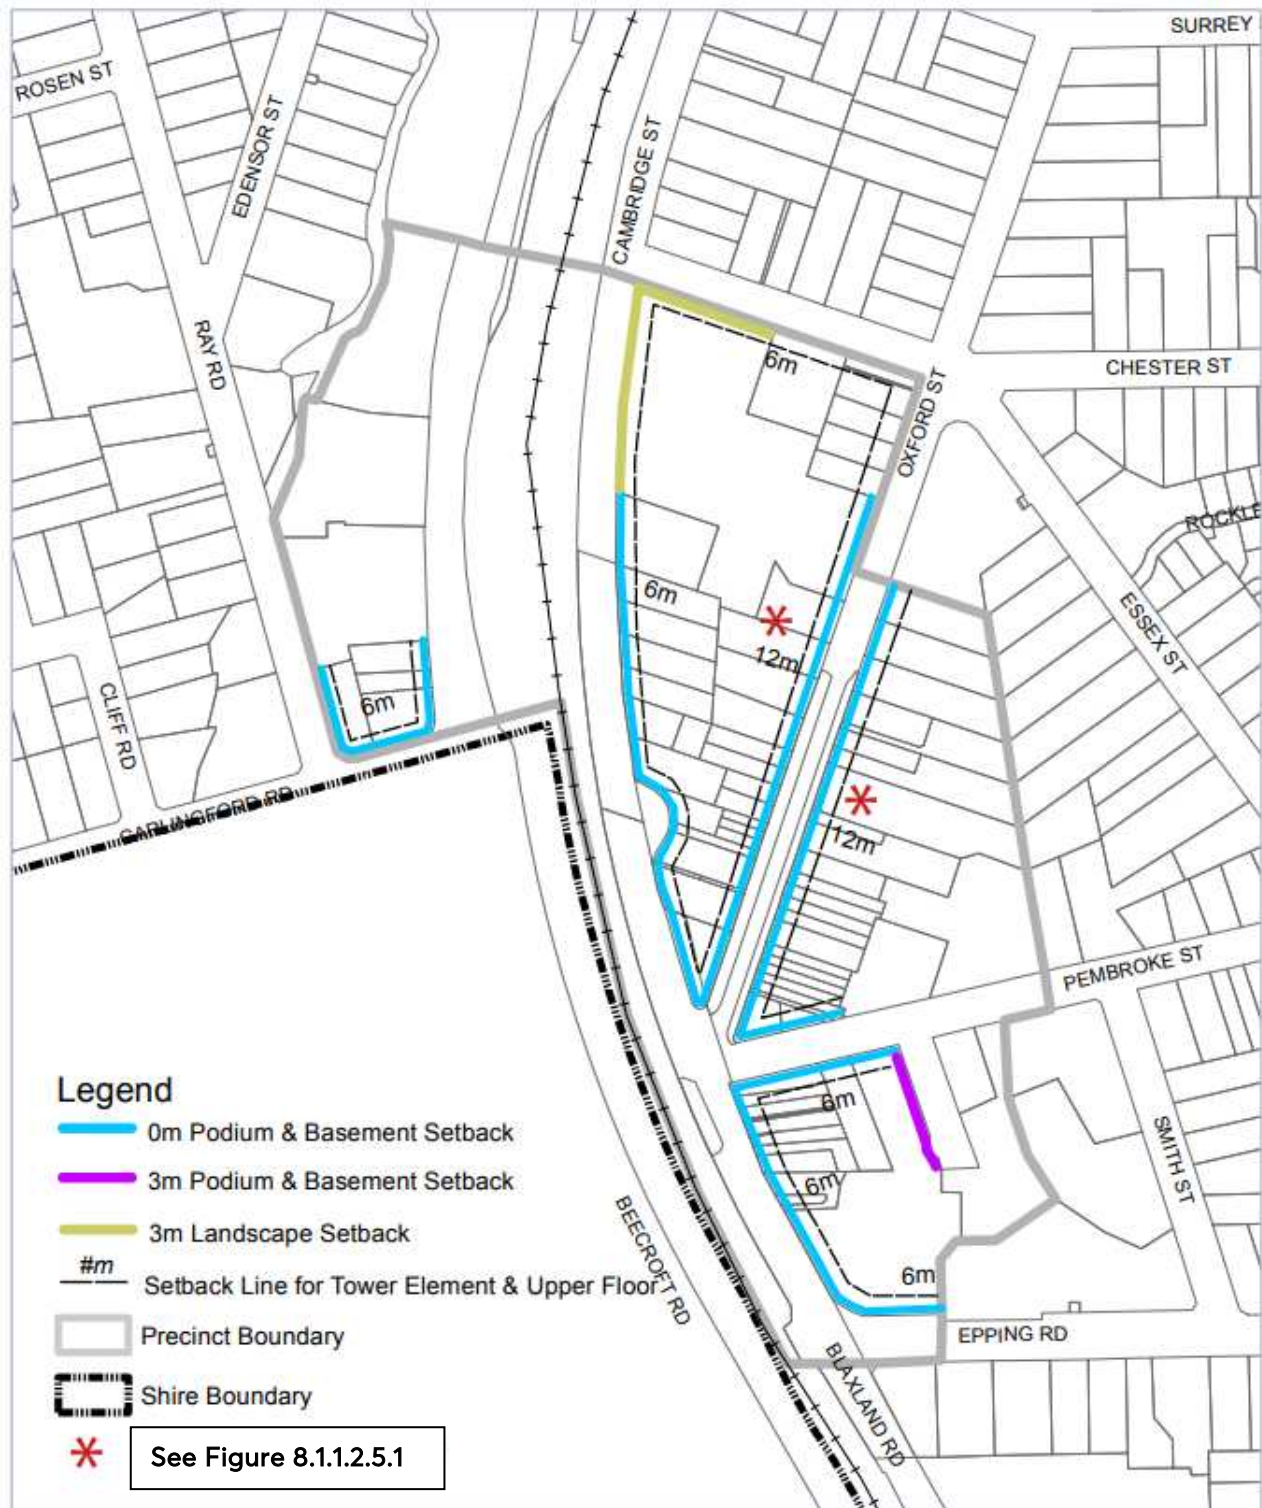 SURREY
ROSEN ST
EDENSOR ST
CAMBRIDGE ST
RAY RD
6m
CHESTER ST
OXFORD ST
ROCKLE
6m
ESSEX ST
12m
CLIFF RD
6m
CARLINGFORD RD
12m
PEMBROKE ST
6m
SMITH ST
6m
BEECROFT RD
6m
EPPING RD
BLAXLAND RD
Legend
0m Podium & Basement Setback
3m Podium & Basement Setback
3m Landscape Setback
#m
Setback Line for Tower Element & Upper Floor
Precinct Boundary
Shire Boundary
See Figure 8.1.1.2.5.1